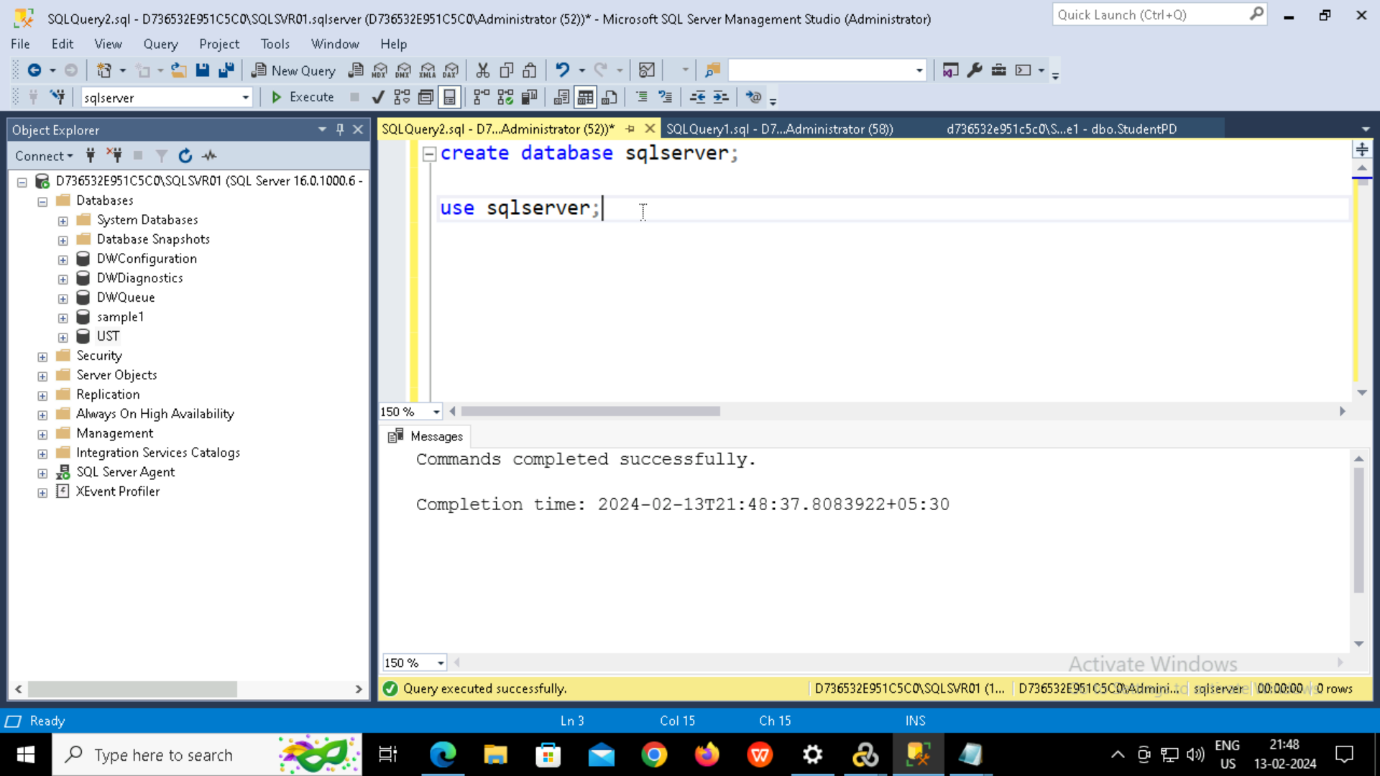 SQLQuery2.sql - D736532E951C5C0\SQLSVR01.sqlserver (D736532E951C5C0\Administrator (52))* - Microsoft SQL Server Management Studio (Administrator)
Quick Launch (Ctrl+Q)
File Edit View Query Project Tools Window Help
New Query MDX DMX XMLA DAX
sqlserver Execute
Object Explorer
SQLQuery2.sql - D7...Administrator (52))* SQLQuery1.sql - D7...Administrator (58)) d736532e951c5c0\S...e1 - dbo.StudentPD
Connect
D736532E951C5C0\SQLSVR01 (SQL Server 16.0.1000.6 -
Databases
System Databases
Database Snapshots
DWConfiguration
DWDiagnostics
DWQueue
sample1
UST
Security
Server Objects
Replication
Always On High Availability
Management
Integration Services Catalogs
SQL Server Agent
XEvent Profiler
create database sqlserver;
use sqlserver;
150 %
Messages
Commands completed successfully.
Completion time: 2024-02-13T21:48:37.8083922+05:30
150 %
Activate Windows
Query executed successfully. D736532E951C5C0\SQLSVR01 (1... D736532E951C5C0\Admini... sqlserver 00:00:00 0 rows
Ready Ln 3 Col 15 Ch 15 INS
Type here to search
ENG
US
21:48
13-02-2024